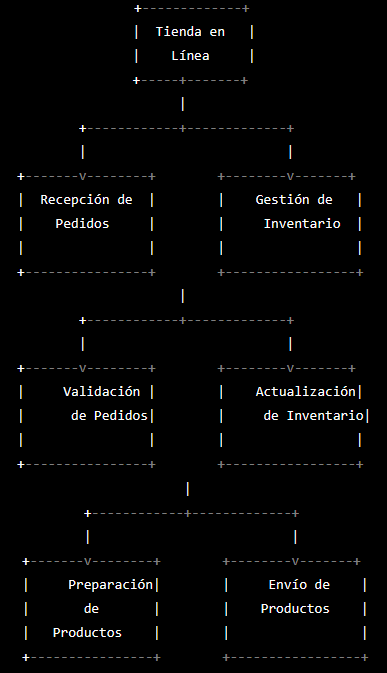 Tienda en
Línea
Recepción de
Pedidos
Gestión de
Inventario
Validación
de Pedidos
Actualización
de Inventario
Preparación
de
Productos
Envío de
Productos